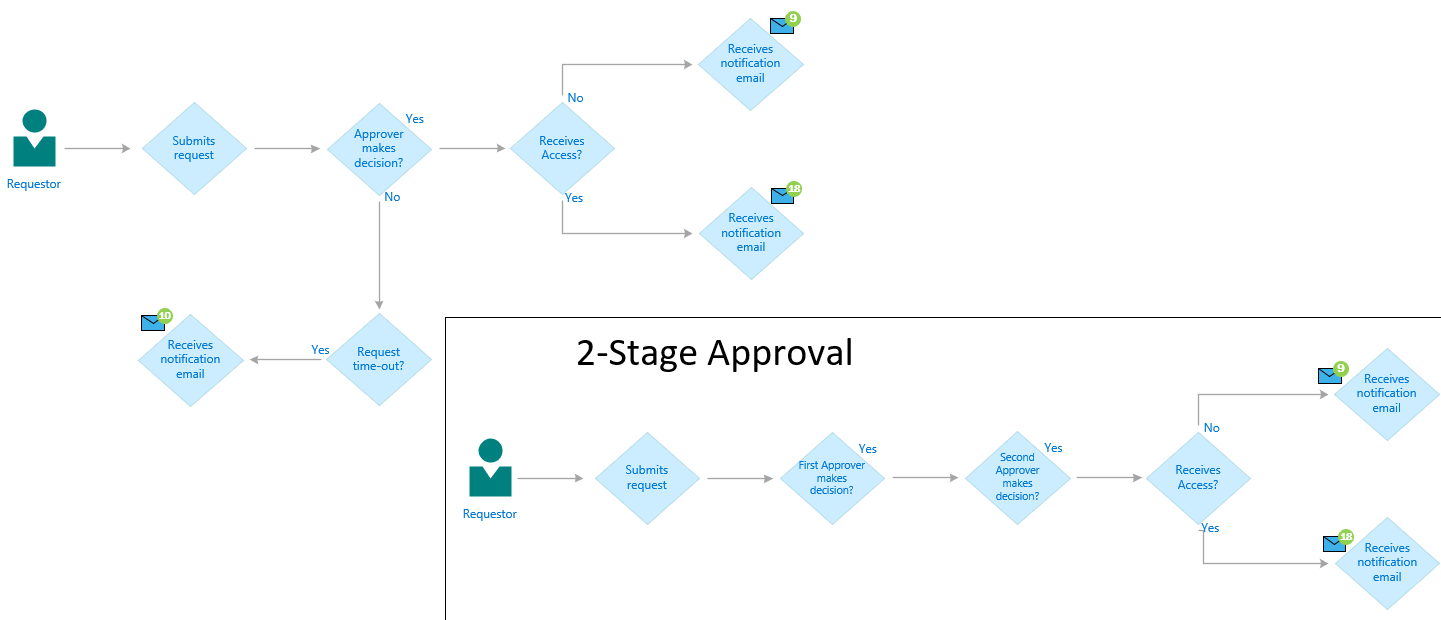 9
Receives
notification
email
No
Yes
Submits
request
Approver
makes
decision?
Receives
Access?
Requestor
No
Yes
18
Receives
notification
email
10
Receives
notification
email
Yes
Request
time-out?
2-Stage Approval
9
Receives
notification
email
No
Yes
Yes
Submits
request
First Approver
makes
decision?
Second
Approver
makes
decision?
Receives
Access?
Requestor
Yes
18
Receives
notification
email